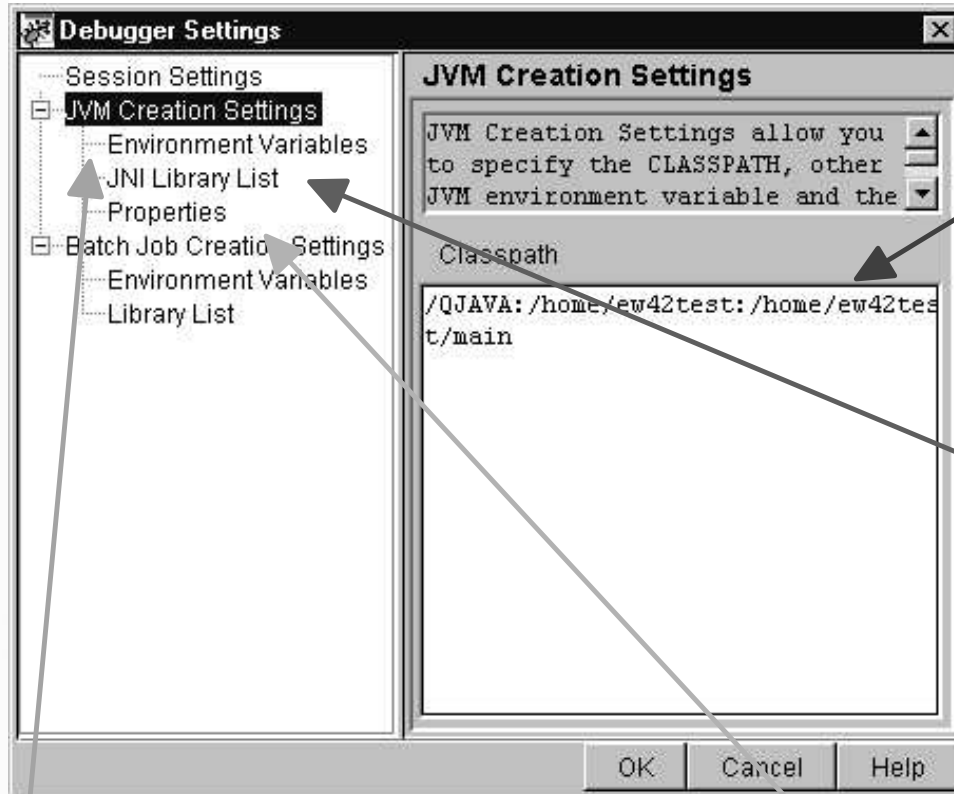 Debugger Settings
Session Settings
JVM Creation Settings
Environment Variables
JNI Library List
Properties
Batch Job Creation Settings
Environment Variables
Library List
JVM Creation Settings
JVM Creation Settings allow you
to specify the CLASSPATH, other
JVM environment variable and the
Classpath
/QJAVA:/home/ew42test:/home/ew42tes
t/main
OK
Cancel
Help